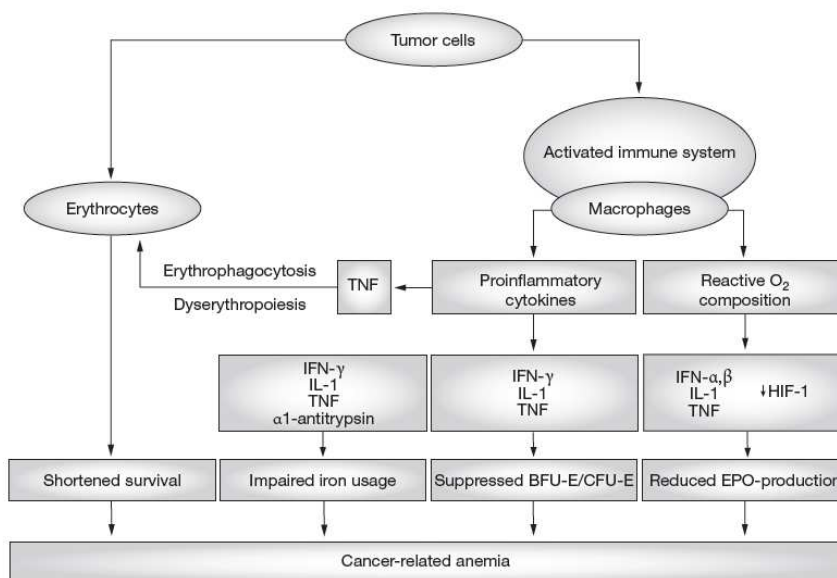 Tumor cells
Activated immune system
Macrophages
Erythrocytes
Erythrophagocytosis
Dyserythropoiesis
TNF
Proinflammatory
cytokines
Reactive O₂
composition
IFN-γ
IL-1
TNF
α1-antitrypsin
IFN-γ
IL-1
TNF
IFN-α,β
IL-1
TNF
↓HIF-1
Shortened survival
Impaired iron usage
Suppressed BFU-E/CFU-E
Reduced EPO-production
Cancer-related anemia